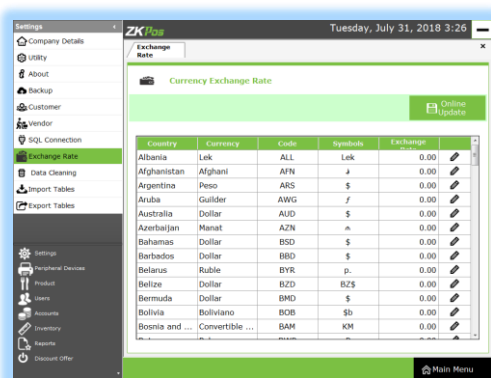 Settings
Company Details
Utility
About
Backup
Customer
Vendor
SQL Connection
Exchange Rate
Data Cleaning
Import Tables
Export Tables
Settings
Peripheral Devices
Product
Users
Accounts
Inventory
Reports
Discount Offer
ZKPos
Tuesday, July 31, 2018 3:26
Exchange
Rate
x
Currency Exchange Rate
Online
Update
Country Currency Code Symbols Exchange
Albania Lek ALL Lek 0.00
Afghanistan Afghani AFN ؋ 0.00
Argentina Peso ARS $ 0.00
Aruba Guilder AWG ƒ 0.00
Australia Dollar AUD $ 0.00
Azerbaijan Manat AZN 0.00
Bahamas Dollar BSD $ 0.00
Barbados Dollar BBD $ 0.00
Belarus Ruble BYR p. 0.00
Belize Dollar BZD BZ$ 0.00
Bermuda Dollar BMD $ 0.00
Bolivia Boliviano BOB $b 0.00
Bosnia and ... Convertible ... BAM KM 0.00
Main Menu